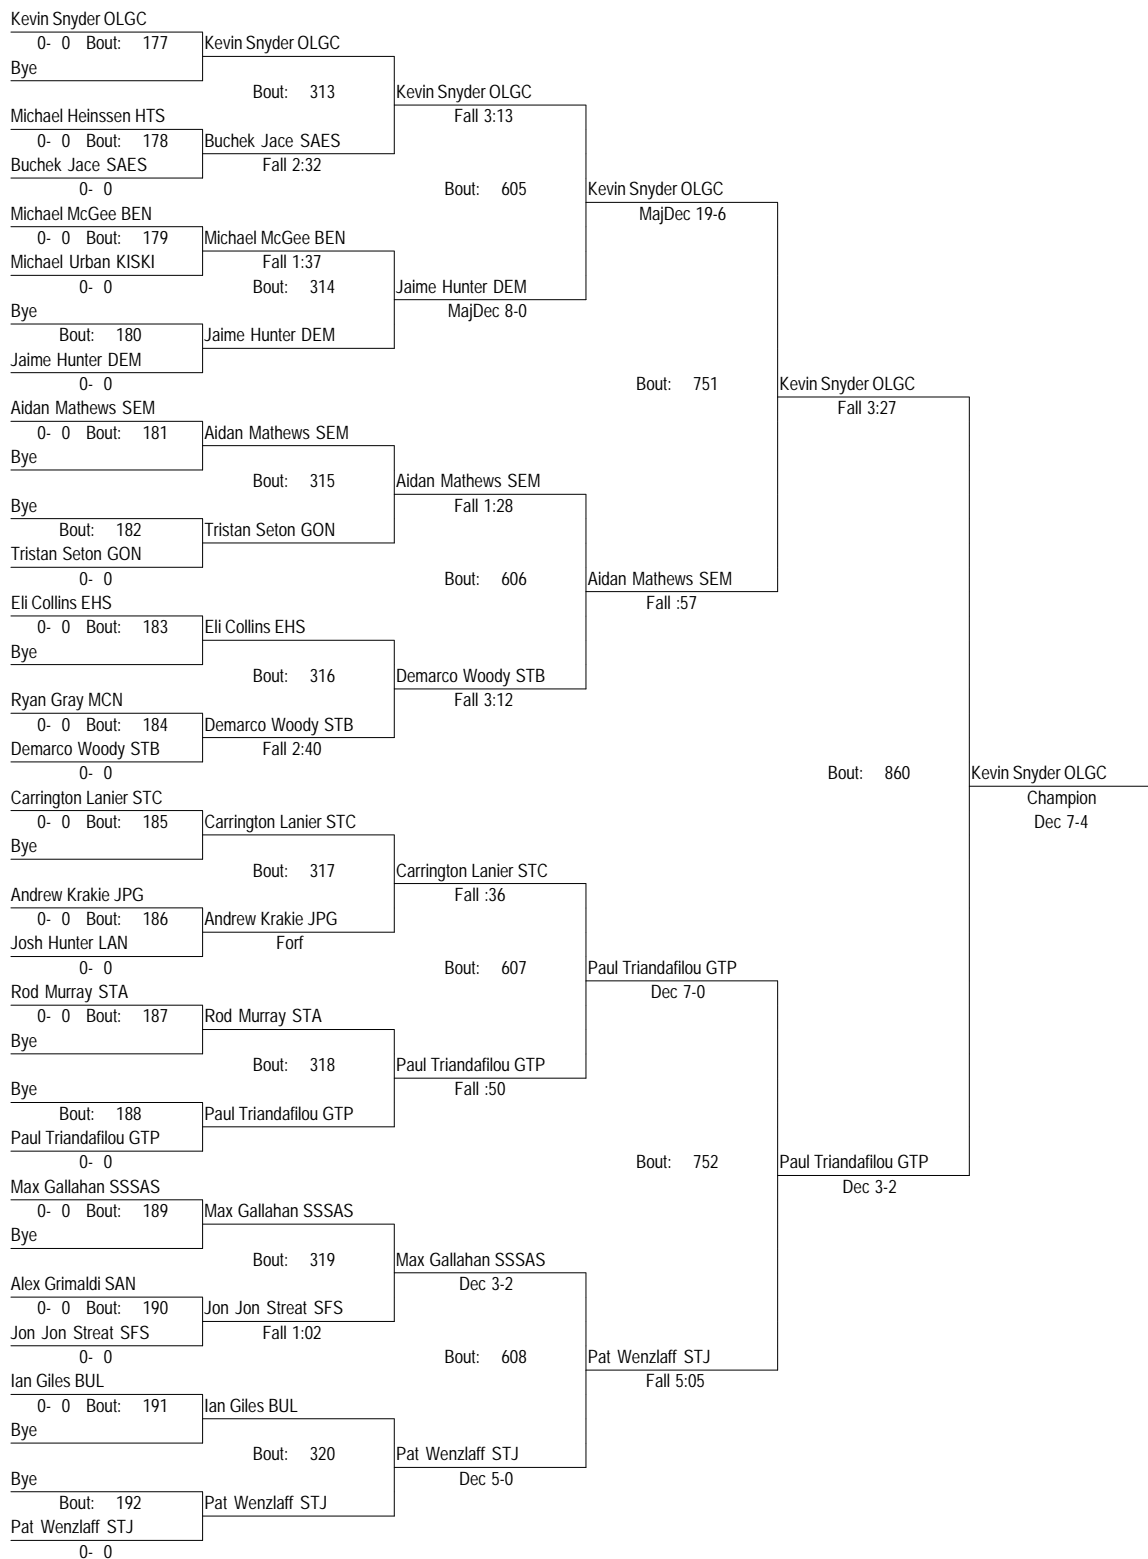 Kevin Snyder OLGC
0- 0 Bout: 177 Kevin Snyder OLGC
Bye
Bout: 313 Kevin Snyder OLGC
Michael Heinssen HTS Fall 3:13
0- 0 Bout: 178 Buchek Jace SAES
Buchek Jace SAES Fall 2:32
0- 0 Bout: 605 Kevin Snyder OLGC
Michael McGee BEN MajDec 19-6
0- 0 Bout: 179 Michael McGee BEN
Michael Urban KISKI Fall 1:37
0- 0 Bout: 314 Jaime Hunter DEM
Bye MajDec 8-0
Bout: 180 Jaime Hunter DEM
Jaime Hunter DEM
0- 0 Bout: 751 Kevin Snyder OLGC
Aidan Mathews SEM Fall 3:27
0- 0 Bout: 181 Aidan Mathews SEM
Bye
Bout: 315 Aidan Mathews SEM
Bye Fall 1:28
Bout: 182 Tristan Seton GON
Tristan Seton GON
0- 0 Bout: 606 Aidan Mathews SEM
Eli Collins EHS Fall :57
0- 0 Bout: 183 Eli Collins EHS
Bye
Bout: 316 Demarco Woody STB
Ryan Gray MCN Fall 3:12
0- 0 Bout: 184 Demarco Woody STB
Demarco Woody STB Fall 2:40
0- 0 Bout: 860 Kevin Snyder OLGC
Carrington Lanier STC Champion
0- 0 Bout: 185 Carrington Lanier STC Dec 7-4
Bye
Bout: 317 Carrington Lanier STC
Andrew Krakie JPG Fall :36
0- 0 Bout: 186 Andrew Krakie JPG
Josh Hunter LAN Forf
0- 0 Bout: 607 Paul Triandafilou GTP
Rod Murray STA Dec 7-0
0- 0 Bout: 187 Rod Murray STA
Bye
Bout: 318 Paul Triandafilou GTP
Bye Fall :50
Bout: 188 Paul Triandafilou GTP
Paul Triandafilou GTP
0- 0 Bout: 752 Paul Triandafilou GTP
Max Gallahan SSSAS Dec 3-2
0- 0 Bout: 189 Max Gallahan SSSAS
Bye
Bout: 319 Max Gallahan SSSAS
Alex Grimaldi SAN Dec 3-2
0- 0 Bout: 190 Jon Jon Streat SFS
Jon Jon Streat SFS Fall 1:02
0- 0 Bout: 608 Pat Wenzlaff STJ
Ian Giles BUL Fall 5:05
0- 0 Bout: 191 Ian Giles BUL
Bye
Bout: 320 Pat Wenzlaff STJ
Bye Dec 5-0
Bout: 192 Pat Wenzlaff STJ
Pat Wenzlaff STJ
0- 0